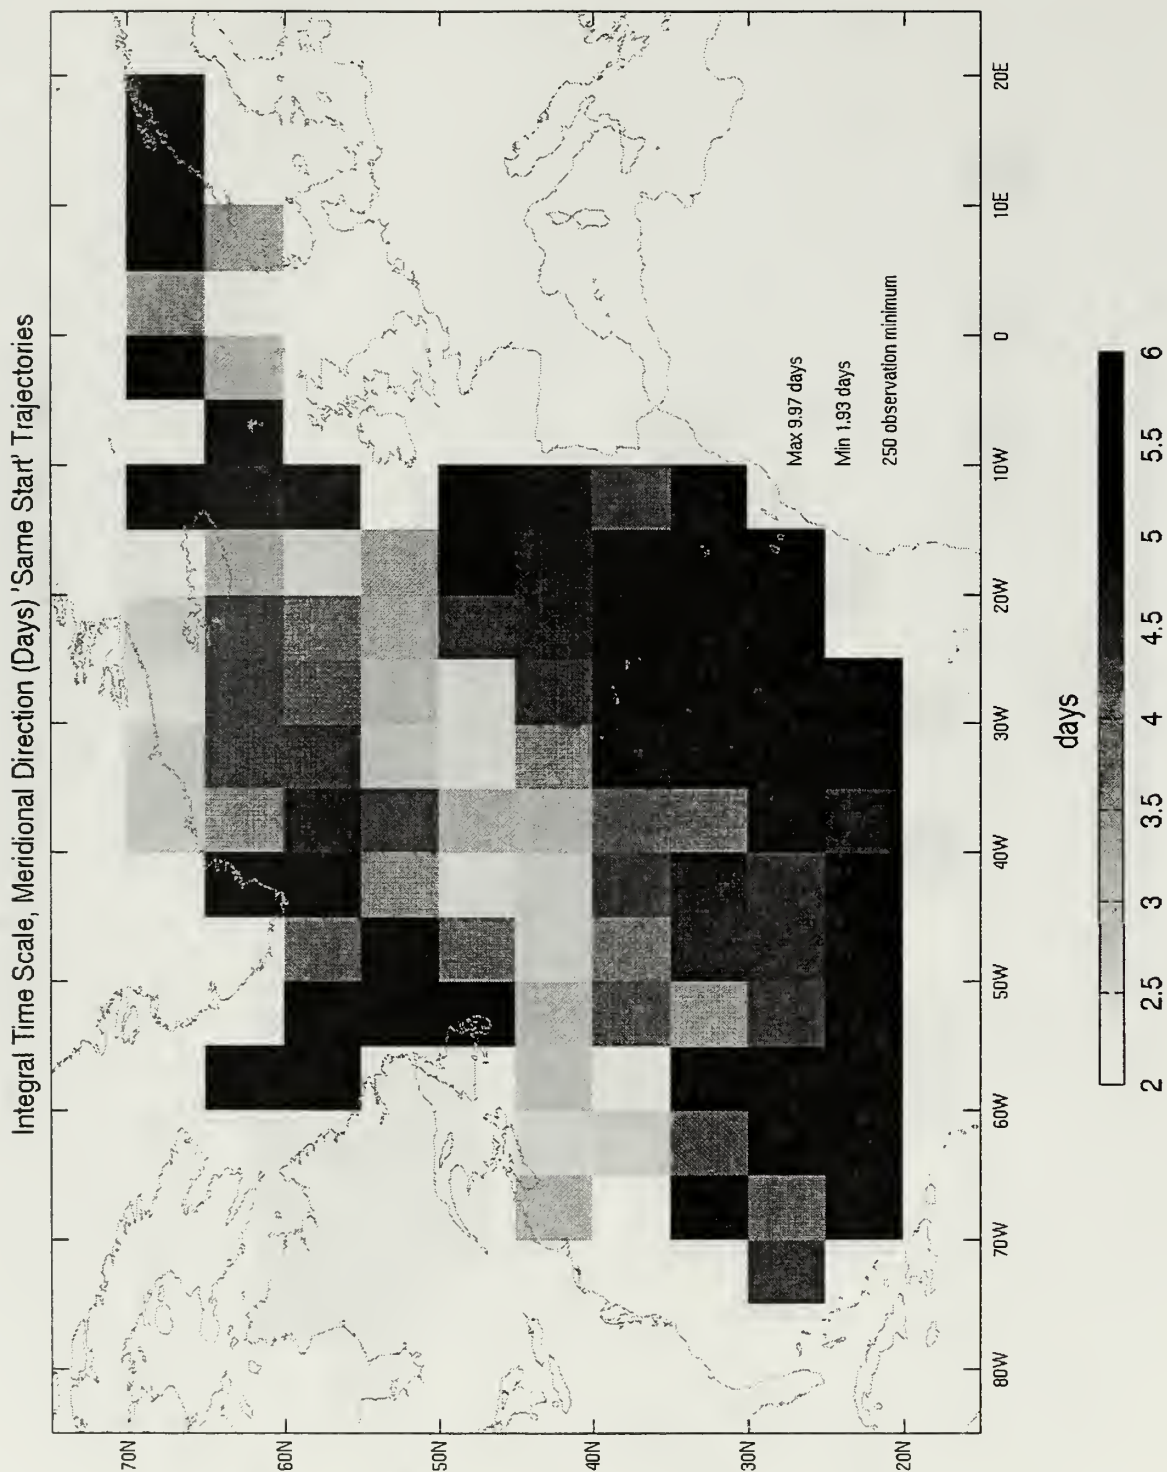 Integral Time Scale, Meridional Direction (Days) 'Same Start' Trajectories
70N
60N
50N
40N
30N
20N
80W
70W
60W
50W
40W
30W
20W
10W
0
10E
20E
Max 9.97 days
Min 1.93 days
250 observation minimum
days
2
2.5
3
3.5
4
4.5
5
5.5
6